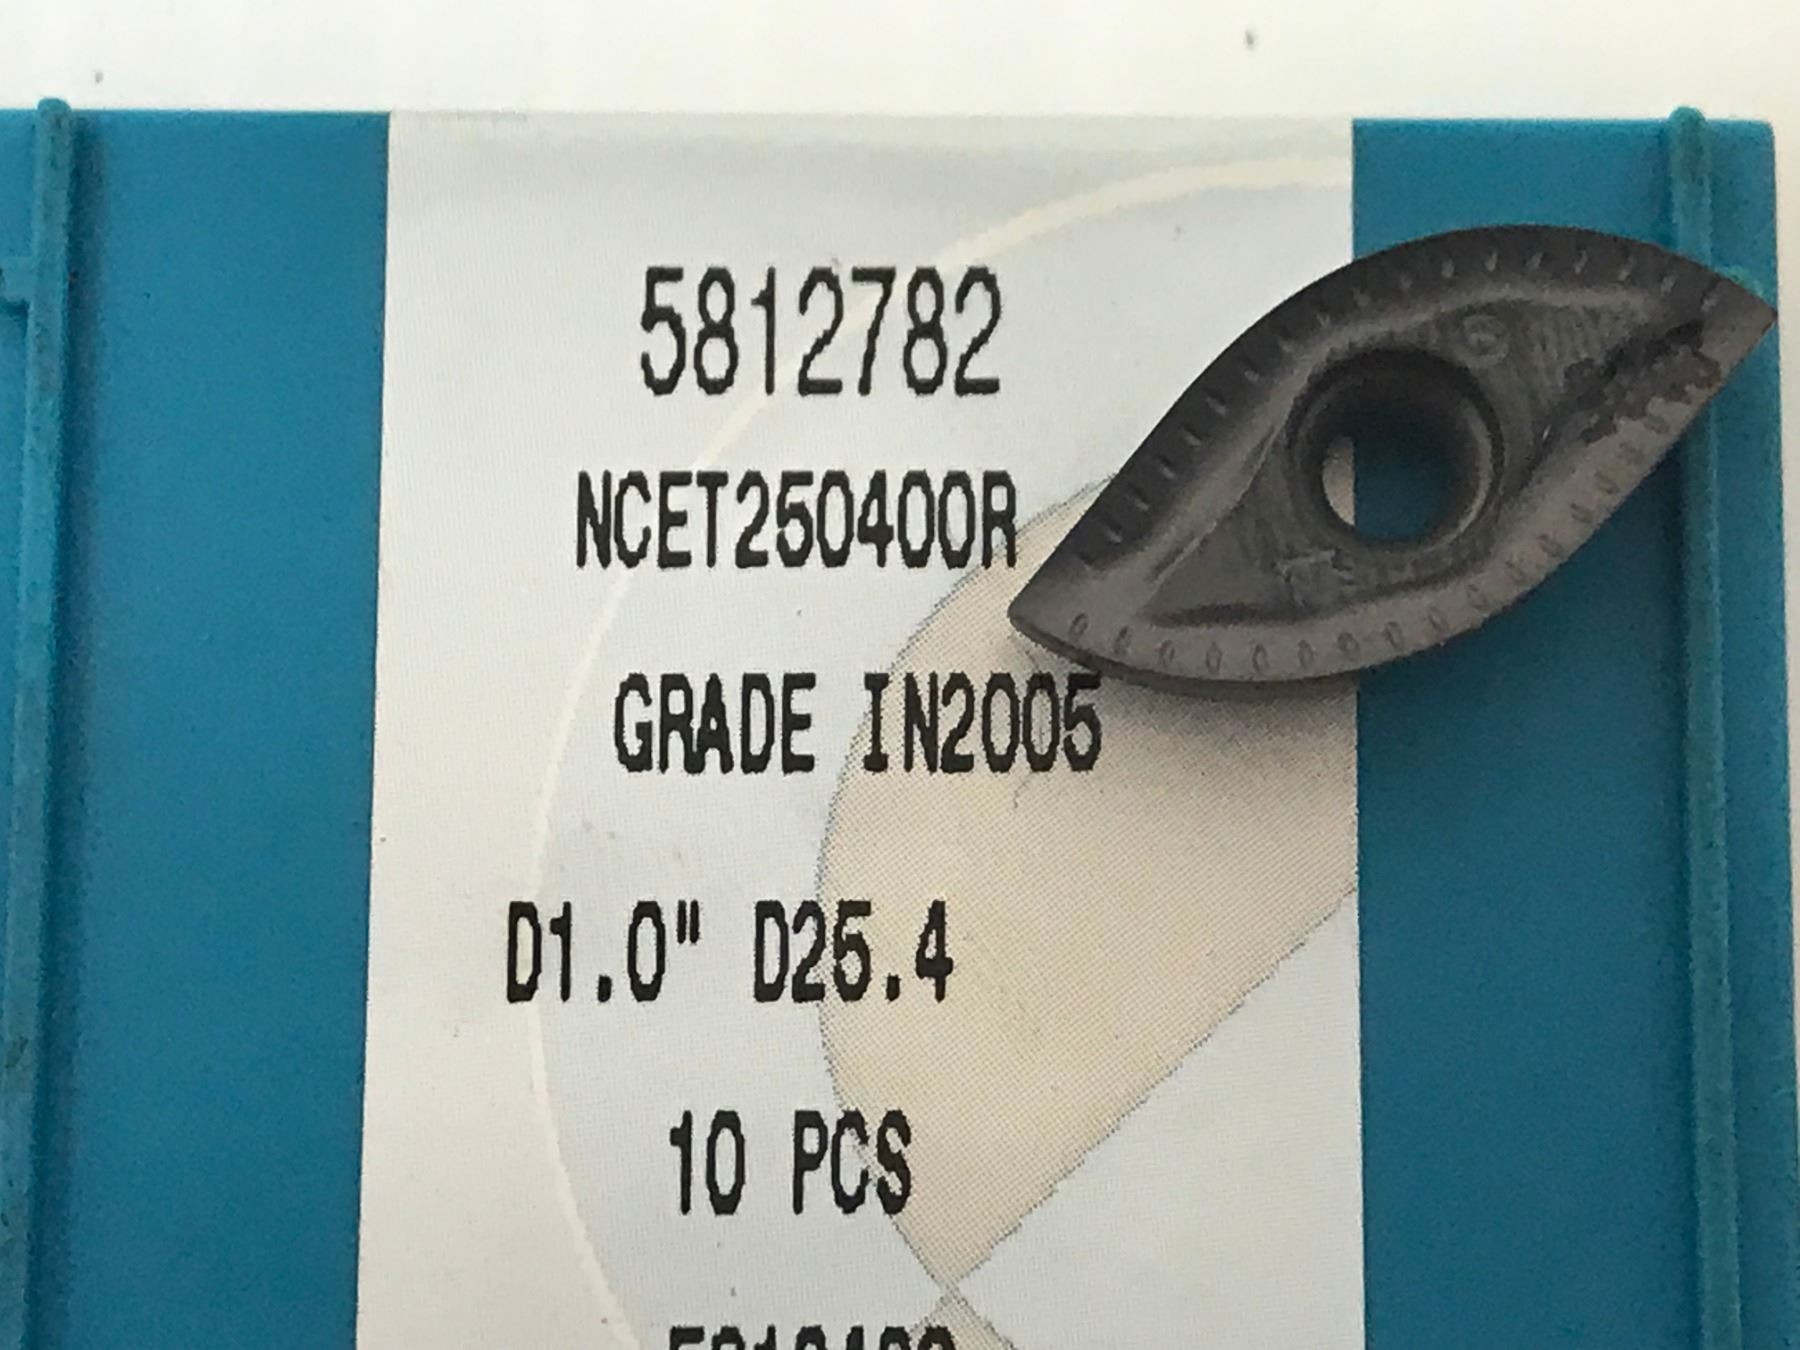 5812782
NCET250400R
GRADE IN2005
D1.0" D25.4
10 PCS